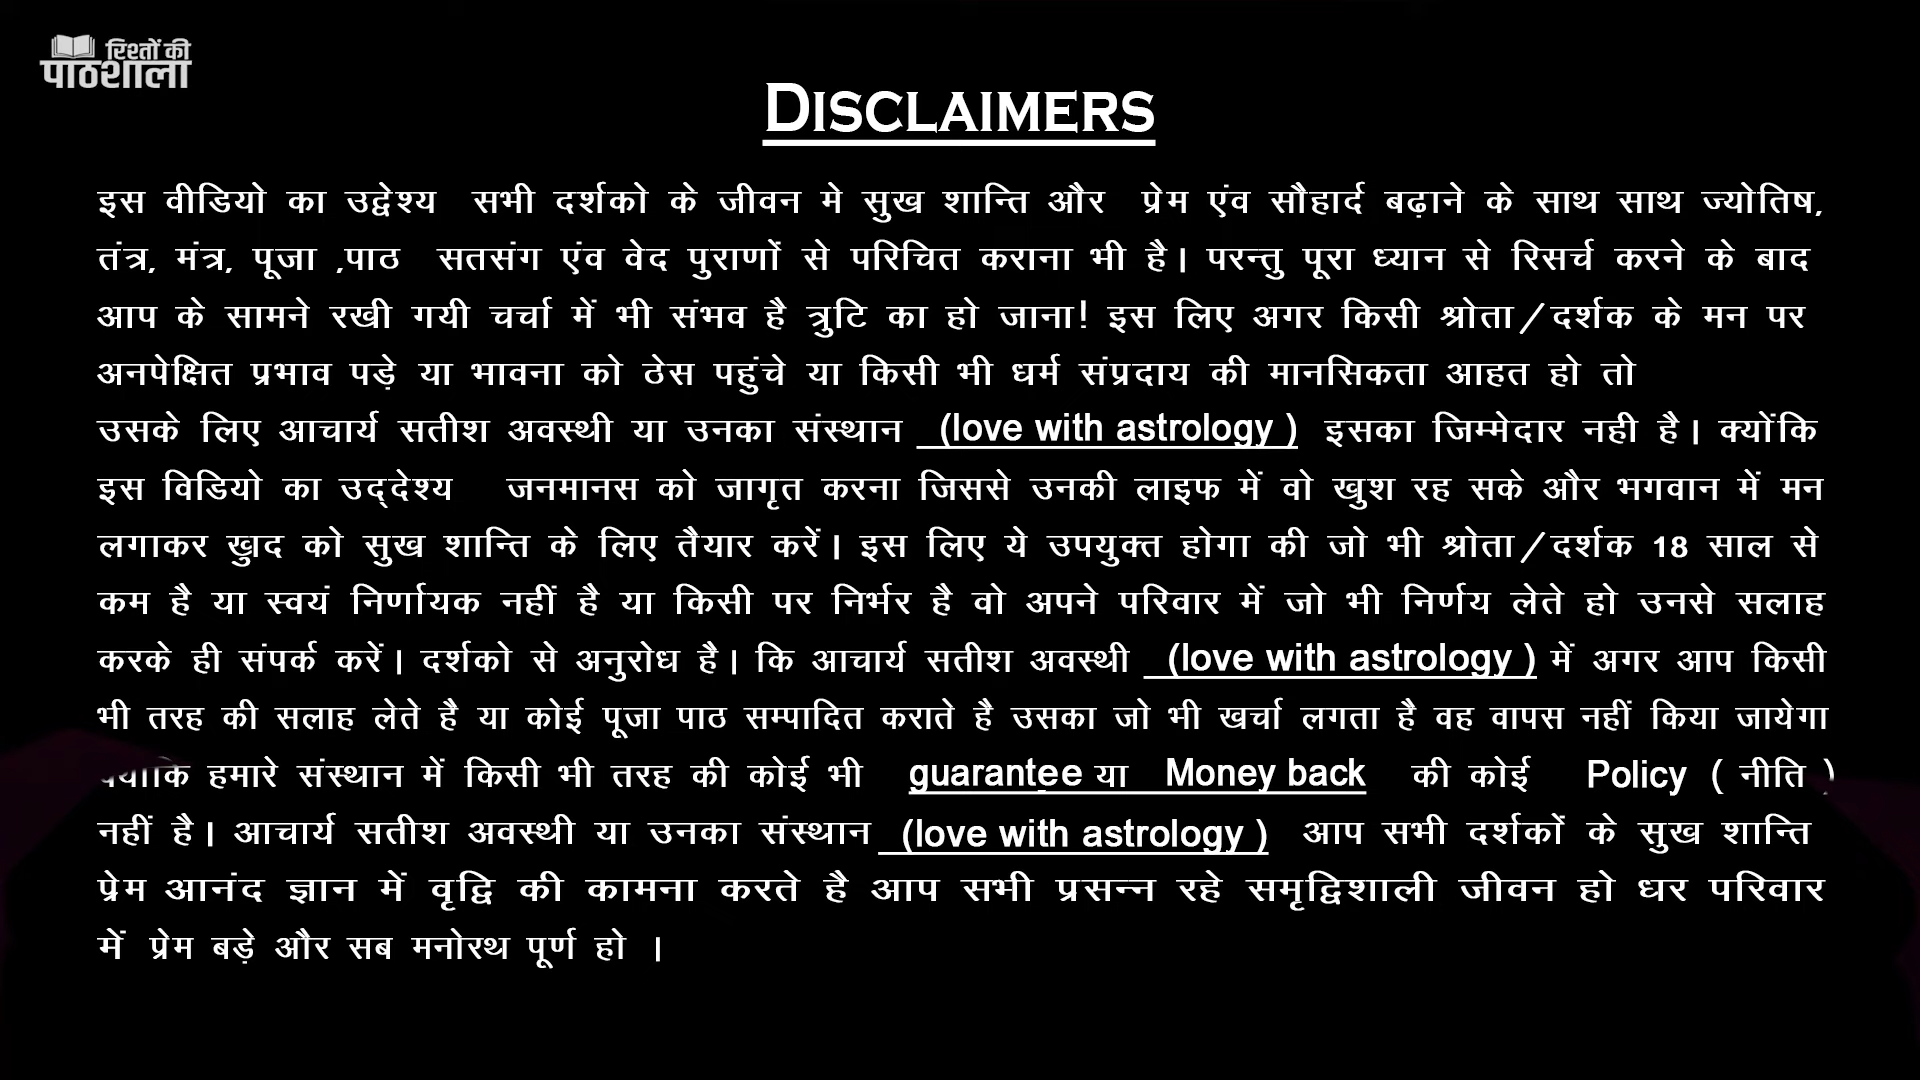 रिश्तों की
पाठशाला
DISCLAIMERS
इस वीडियो का उद्वेश्य सभी दर्शको के जीवन मे सुख शान्ति और प्रेम एंव सौहार्द बढ़ाने के साथ साथ ज्योतिष,
तंत्र, मंत्र, पूजा ,पाठ सतसंग एंव वेद पुराणों से परिचित कराना भी है। परन्तु पूरा ध्यान से रिसर्च करने के बाद
आप के सामने रखी गयी चर्चा में भी संभव है त्रुटि का हो जाना! इस लिए अगर किसी श्रोता/दर्शक के मन पर
अनपेक्षित प्रभाव पड़े या भावना को ठेस पहुंचे या किसी भी धर्म संप्रदाय की मानसिकता आहत हो तो
उसके लिए आचार्य सतीश अवस्थी या उनका संस्थान (love with astrology ) इसका जिम्मेदार नही है। क्योंकि
इस विडियो का उद्‌देश्य जनमानस को जागृत करना जिससे उनकी लाइफ में वो खुश रह सके और भगवान में मन
लगाकर खुद को सुख शान्ति के लिए तैयार करें। इस लिए ये उपयुक्त होगा की जो भी श्रोता/दर्शक 18 साल से
कम है या स्वयं निर्णायक नहीं है या किसी पर निर्भर है वो अपने परिवार में जो भी निर्णय लेते हो उनसे सलाह
करके ही संपर्क करें। दर्शको से अनुरोध है। कि आचार्य सतीश अवस्थी (love with astrology ) में अगर आप किसी
भी तरह की सलाह लेते है या कोई पूजा पाठ सम्पादित कराते है उसका जो भी खर्चा लगता है वह वापस नहीं किया जायेगा
क्योंकि हमारे संस्थान में किसी भी तरह की कोई भी guarantee या Money back की कोई Policy ( नीति )
नहीं है। आचार्य सतीश अवस्थी या उनका संस्थान (love with astrology ) आप सभी दर्शकों के सुख शान्ति
प्रेम आनंद ज्ञान में वृद्वि की कामना करते है आप सभी प्रसन्न रहे समृद्विशाली जीवन हो धर परिवार
में प्रेम बड़े और सब मनोरथ पूर्ण हो ।